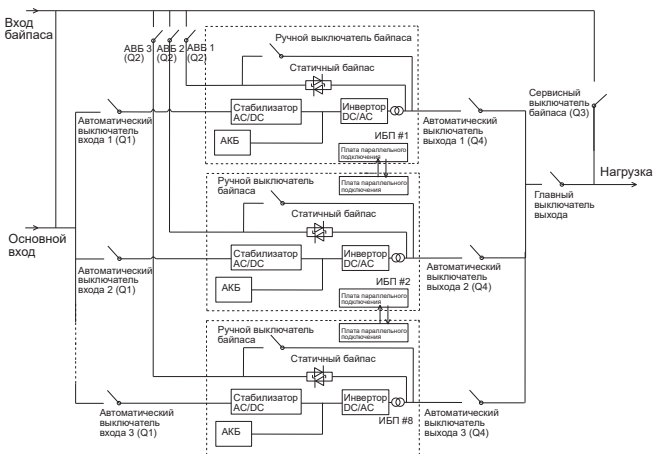 Вход
байпаса
АВБ 3
(Q2)
АВБ 2
(Q2)
АВБ 1
(Q2)
Ручной выключатель байпаса
Статичный байпас
Стабилизатор
AC/DC
Инвертор
DC/AC
АКБ
ИБП #1
Плата параллельного
подключения
Автоматический
выключатель
входа 1 (Q1)
Автоматический
выключатель
выхода 1 (Q4)
Сервисный
выключатель
байпаса (Q3)
Нагрузка
Главный
выключатель
выхода
Плата параллельного
подключения
Ручной выключатель
байпаса
Статичный байпас
Основной
вход
Стабилизатор
AC/DC
Инвертор
DC/AC
АКБ
ИБП #2
Автоматический
выключатель
входа 2 (Q1)
Автоматический
выключатель
выхода 2 (Q4)
Плата параллельного
подключения
Плата параллельного
подключения
Ручной выключатель
байпаса
Статичный байпас
Стабилизатор
AC/DC
Инвертор
DC/AC
АКБ
ИБП #8
Автоматический
выключатель
входа 3 (Q1)
Автоматический
выключатель
выхода 3 (Q4)